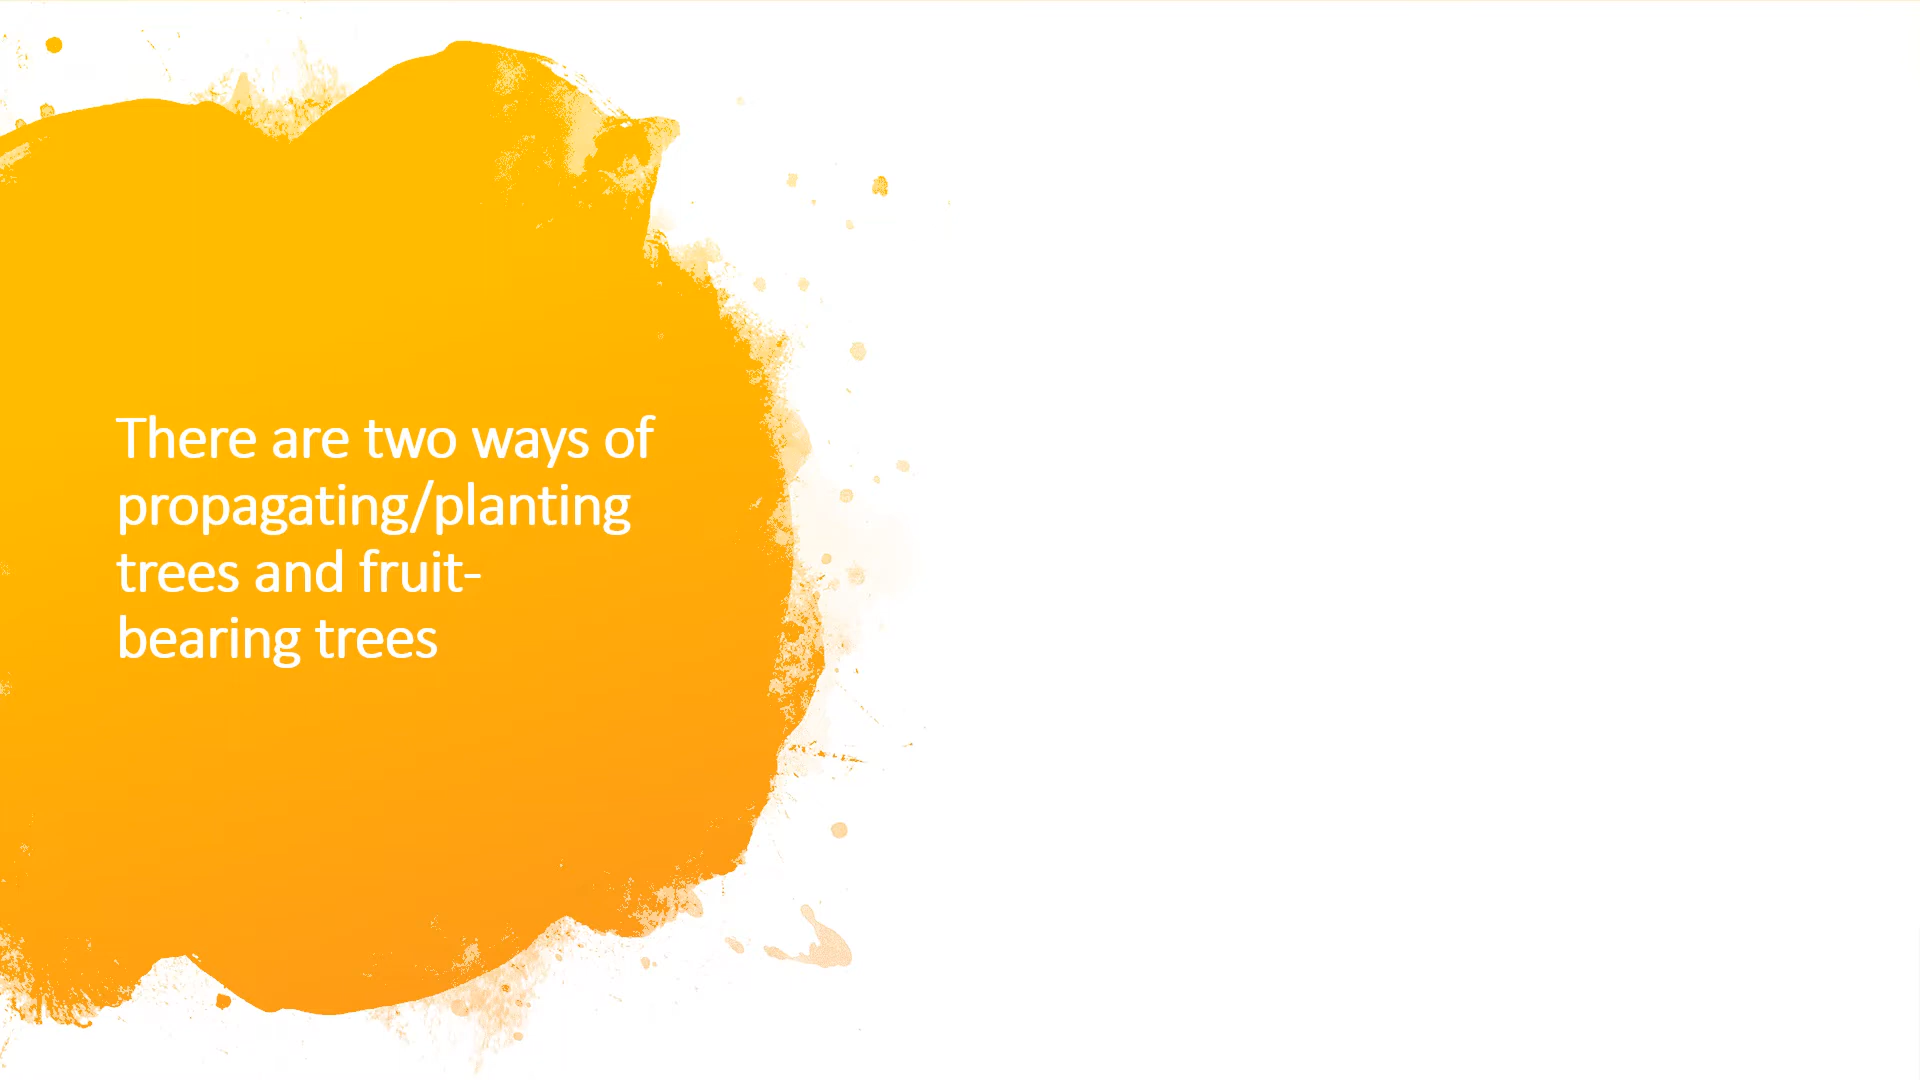 There are two ways of
propagating/planting
trees and fruit-
bearing trees